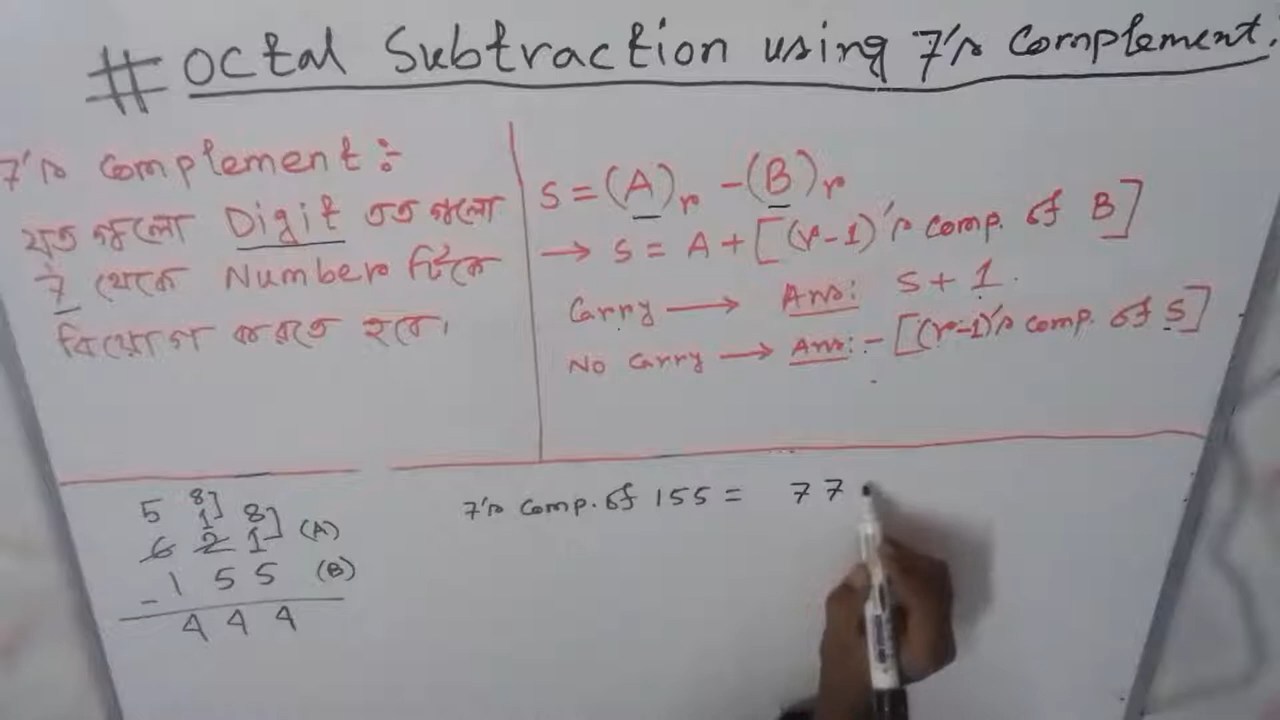 # Octal Subtraction using 7's Complement:
7's complement :-
যত গুলো Digit তত গুলো
7 থেকে Number টিকে
বিয়োগ করতে হবে।
S = (A)r - (B)r
→ S = A + [(r-1)'s comp. of B]
Carry → Ans: S + 1.
No Carry → Ans: - [(r-1)'s comp. of S]
5 8] 8]
1
6 2 1 (A)
- 1 5 5 (B)
4 4 4
7's comp. of 155 = 7 7